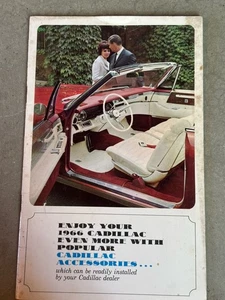 ENJOY YOUR
1966 CADILLAC
EVEN MORE WITH
POPULAR
CADILLAC
ACCESSORIES...
which can be readily installed
by your Cadillac dealer